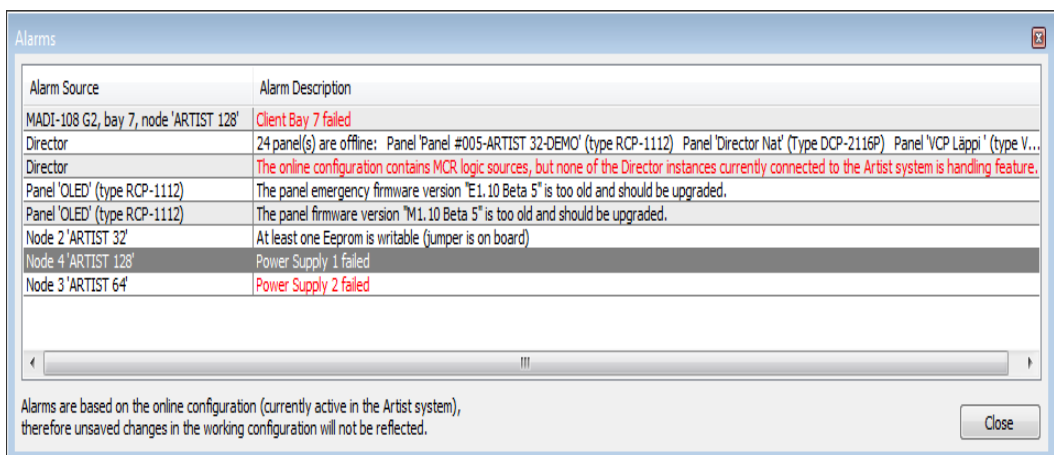 Alarms
Alarm Source Alarm Description
MADI-108 G2, bay 7, node 'ARTIST 128' Client Bay 7 failed
Director 24 panel(s) are offline: Panel 'Panel #005-ARTIST 32-DEMO' (type RCP-1112) Panel 'Director Nat' (Type DCP-2116P) Panel 'VCP Läppi ' (type V...
Director The online configuration contains MCR logic sources, but none of the Director instances currently connected to the Artist system is handling feature.
Panel 'OLED' (type RCP-1112) The panel emergency firmware version "E1.10 Beta 5" is too old and should be upgraded.
Panel 'OLED' (type RCP-1112) The panel firmware version "M1.10 Beta 5" is too old and should be upgraded.
Node 2 'ARTIST 32' At least one Eeprom is writable (jumper is on board)
Node 4 'ARTIST 128' Power Supply 1 failed
Node 3 'ARTIST 64' Power Supply 2 failed
Alarms are based on the online configuration (currently active in the Artist system),
therefore unsaved changes in the working configuration will not be reflected.
Close